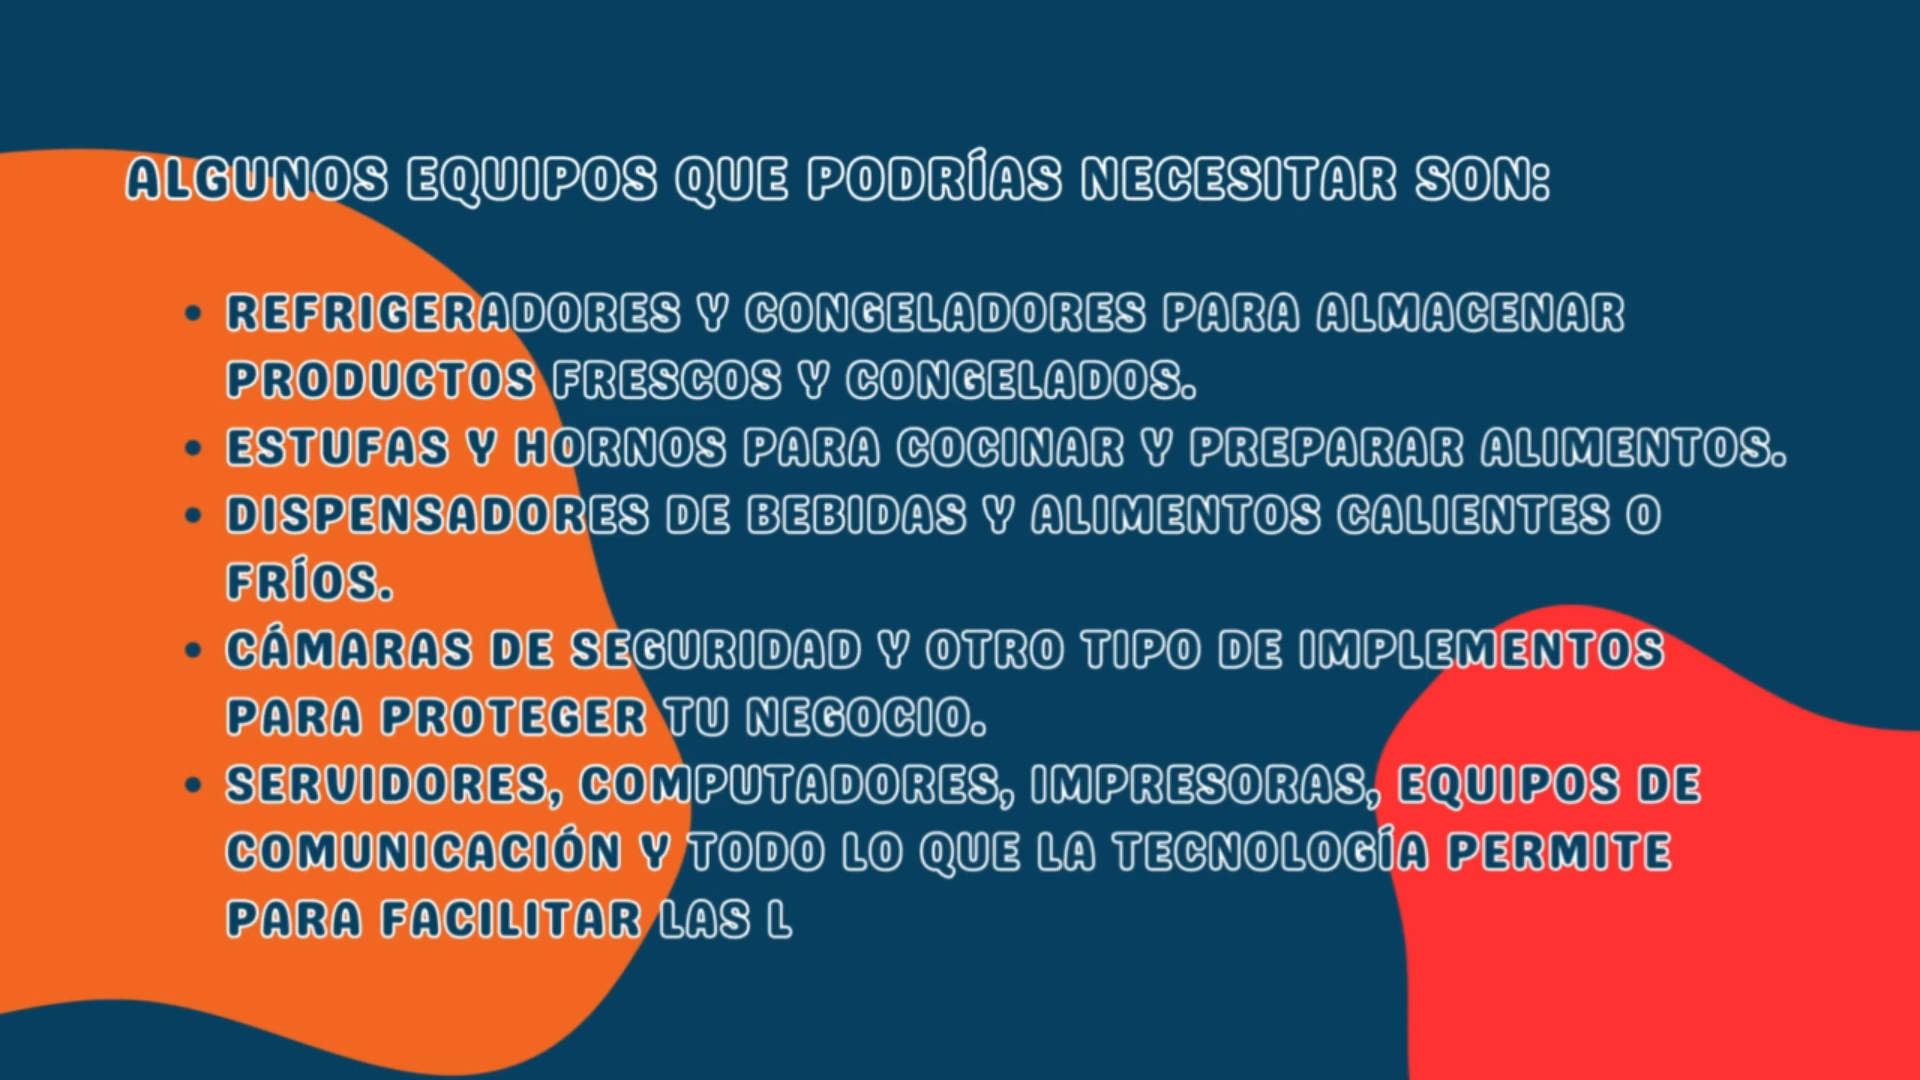 ALGUNOS EQUIPOS QUE PODRÍAS NECESITAR SON:
• REFRIGERADORES Y CONGELADORES PARA ALMACENAR
PRODUCTOS FRESCOS Y CONGELADOS.
• ESTUFAS Y HORNOS PARA COCINAR Y PREPARAR ALIMENTOS.
• DISPENSADORES DE BEBIDAS Y ALIMENTOS CALIENTES O
FRÍOS.
• CÁMARAS DE SEGURIDAD Y OTRO TIPO DE IMPLEMENTOS
PARA PROTEGER TU NEGOCIO.
• SERVIDORES, COMPUTADORES, IMPRESORAS, EQUIPOS DE
COMUNICACIÓN Y TODO LO QUE LA TECNOLOGÍA PERMITE
PARA FACILITAR LAS L